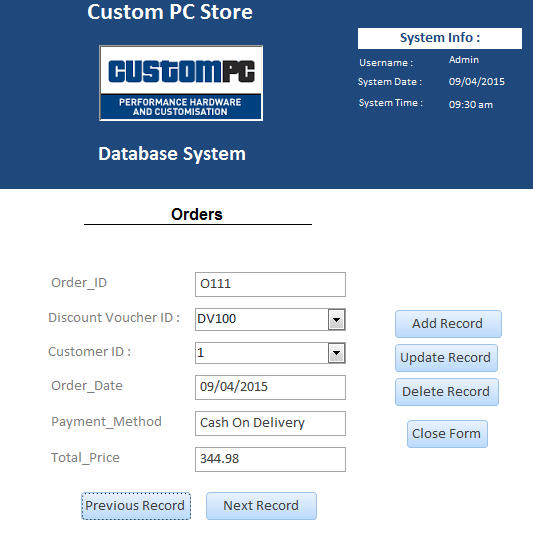 Custom PC Store
CUSTOMPC
PERFORMANCE HARDWARE
AND CUSTOMISATION
Database System
System Info :
Username : Admin
System Date : 09/04/2015
System Time : 09:30 am
Orders
Order_ID O111
Discount Voucher ID : DV100
Customer ID : 1
Order_Date 09/04/2015
Payment_Method Cash On Delivery
Total_Price 344.98
Add Record
Update Record
Delete Record
Close Form
Previous Record Next Record